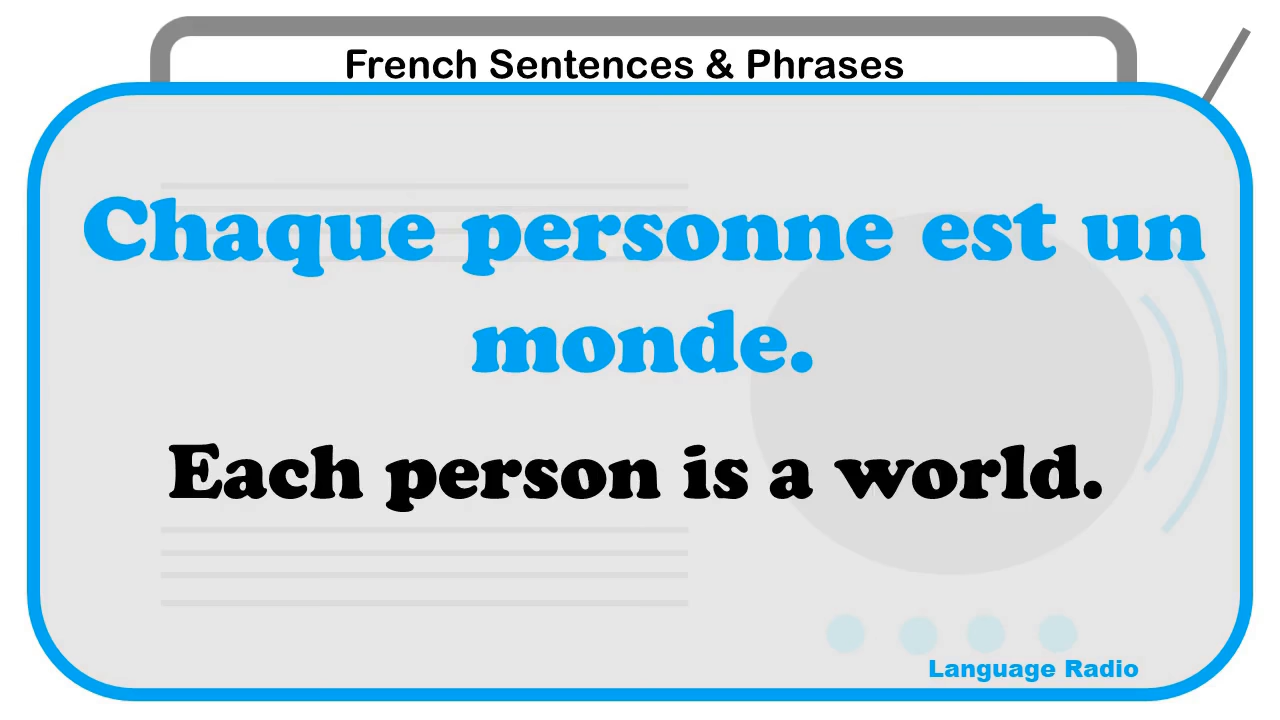 French Sentences & Phrases
Chaque personne est un
monde.
Each person is a world.
Language Radio